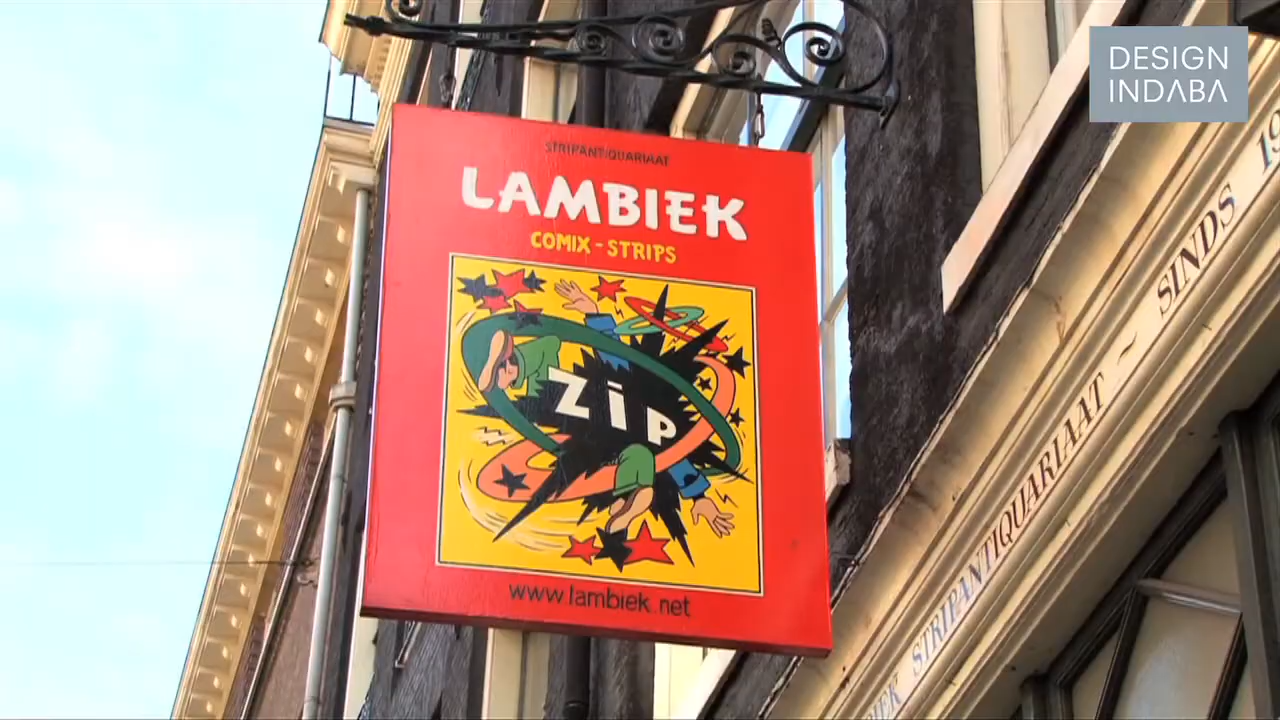 DESIGN
INDABA
STRIPANTIQUARIAAT
LAMBIEK
COMIX - STRIPS
ZiP
www.lambiek.net
STRIPANTIQUARIAAT ~ SINDS